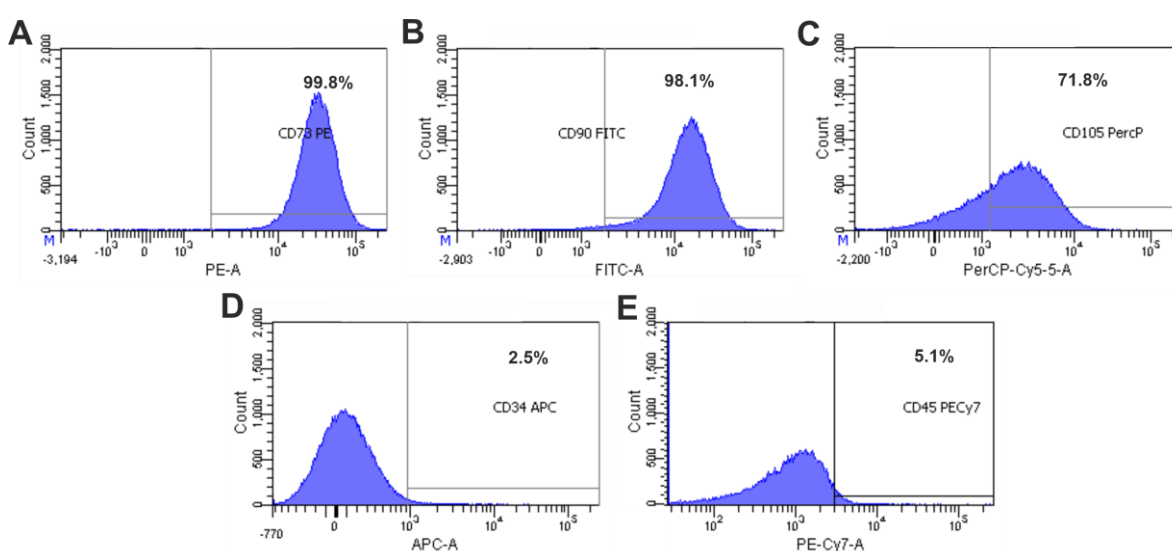 A
2,000
1,500
1,000
500
0
Count
99.8%
CD73 PE
M
-3,194
-10³ 0 10³ 10⁴ 10⁵
PE-A
B
2,000
1,500
1,000
500
0
Count
98.1%
CD90 FITC
-2,903
-10³ 0 10³ 10⁴ 10⁵
FITC-A
C
2,000
1,500
1,000
500
0
Count
71.8%
CD105 PercP
M
-2,200
-10³ 0 10³ 10⁴ 10⁵
PerCP-Cy5-5-A
D
2,000
1,500
1,000
500
0
Count
2.5%
CD34 APC
-770
0 10³ 10⁴ 10⁵
APC-A
E
2,000
1,500
1,000
500
0
Count
5.1%
CD45 PECy7
10² 10³ 10⁴ 10⁵
PE-Cy7-A